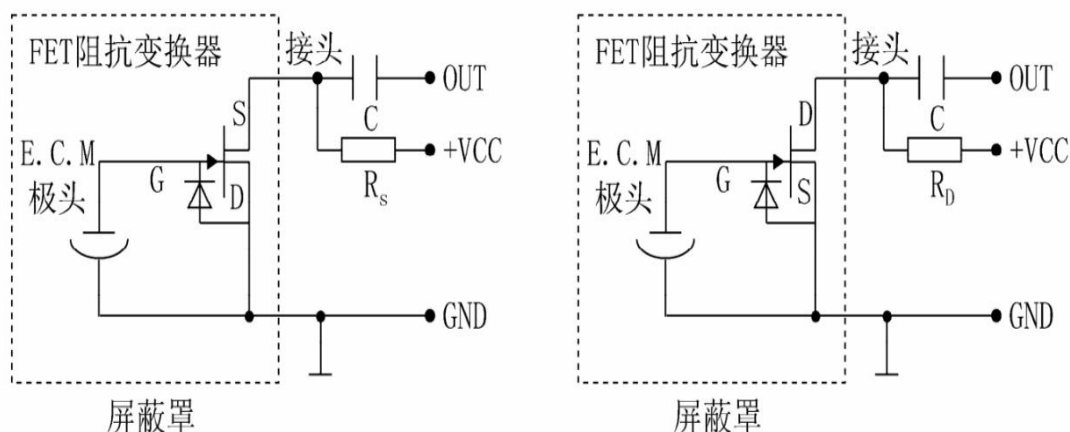 FET阻抗变换器
接头
OUT
S
C
+VCC
E.C.M
G
D
R_S
极头
GND
屏蔽罩
FET阻抗变换器
接头
OUT
D
C
+VCC
E.C.M
G
S
R_D
极头
GND
屏蔽罩